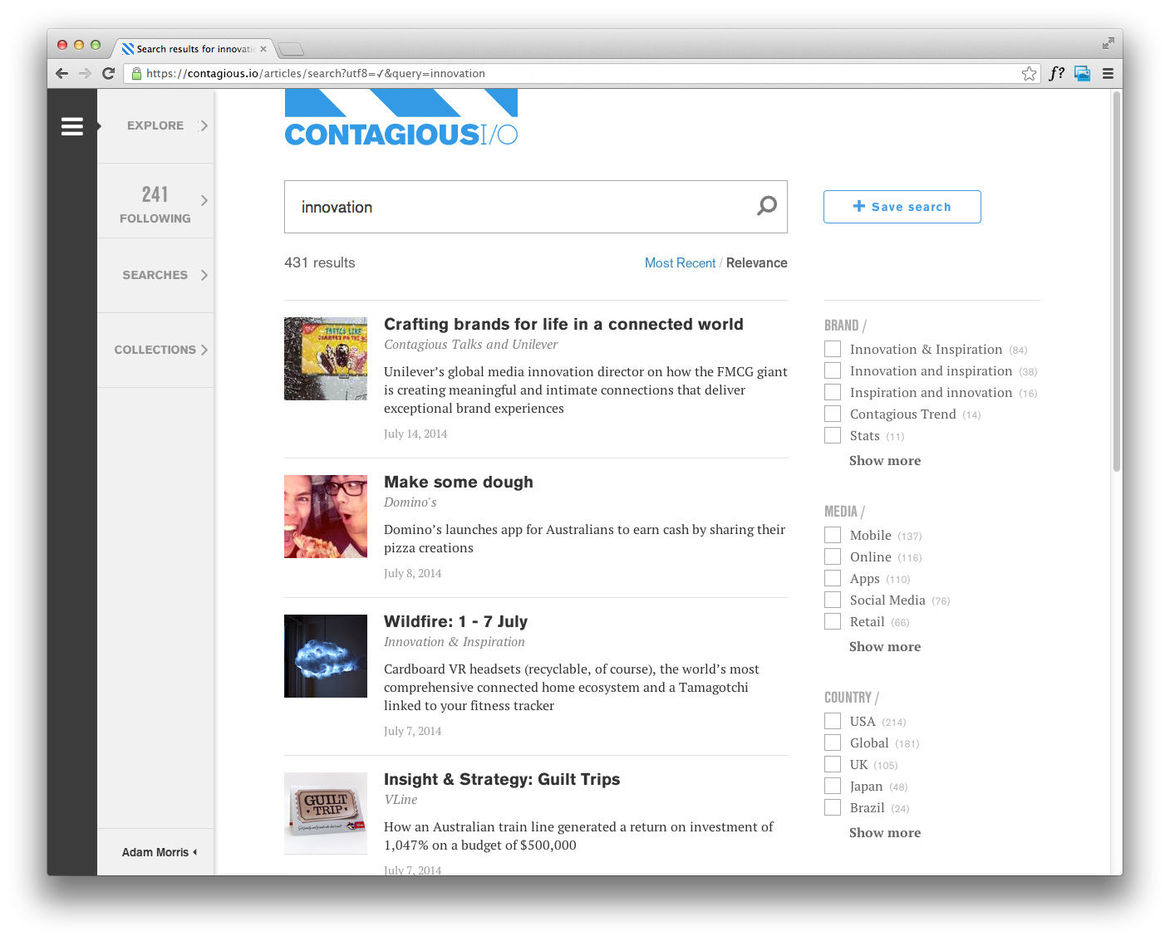 Search results for innovatio
https://contagious.io/articles/search?utf8=✓&query=innovation
f?
EXPLORE
241
FOLLOWING
SEARCHES
COLLECTIONS
Adam Morris
CONTAGIOUSI/O
innovation
Save search
431 results
Most Recent / Relevance
Crafting brands for life in a connected world
Contagious Talks and Unilever
Unilever’s global media innovation director on how the FMCG giant
is creating meaningful and intimate connections that deliver
exceptional brand experiences
July 14, 2014
Make some dough
Domino's
Domino’s launches app for Australians to earn cash by sharing their
pizza creations
July 8, 2014
Wildfire: 1 - 7 July
Innovation & Inspiration
Cardboard VR headsets (recyclable, of course), the world’s most
comprehensive connected home ecosystem and a Tamagotchi
linked to your fitness tracker
July 7, 2014
GUILT
TRIP
Insight & Strategy: Guilt Trips
VLine
How an Australian train line generated a return on investment of
1,047% on a budget of $500,000
July 7, 2014
BRAND /
Innovation & Inspiration (84)
Innovation and inspiration (38)
Inspiration and innovation (16)
Contagious Trend (14)
Stats (11)
Show more
MEDIA /
Mobile (137)
Online (116)
Apps (110)
Social Media (76)
Retail (66)
Show more
COUNTRY /
USA (214)
Global (181)
UK (105)
Japan (48)
Brazil (24)
Show more